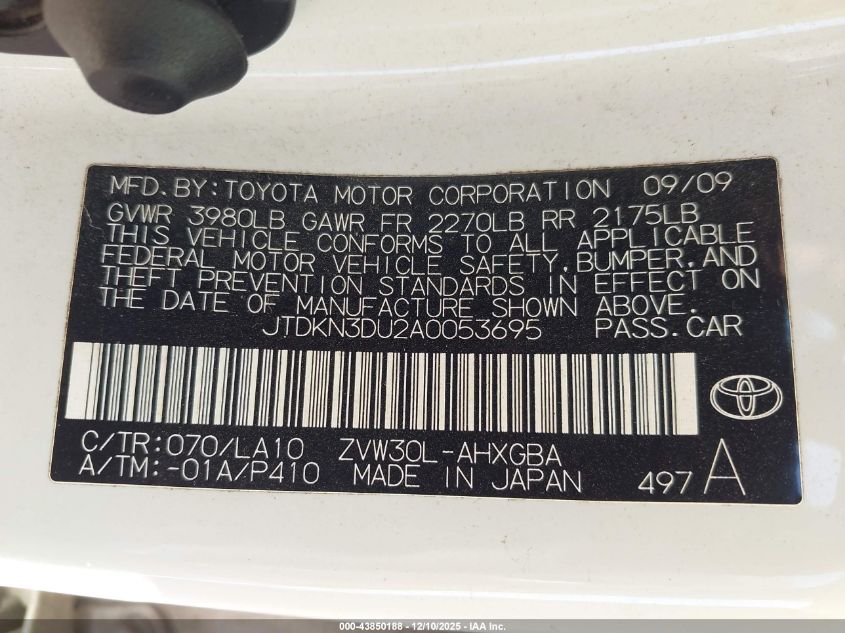 MFD. BY: TOYOTA MOTOR CORPORATION 09/09
GVWR 3980LB GAWR FR 2270LB RR 2175LB
THIS VEHICLE CONFORMS TO ALL APPLICABLE
FEDERAL MOTOR VEHICLE SAFETY, BUMPER, AND
THEFT PREVENTION STANDARDS IN EFFECT ON
THE DATE OF MANUFACTURE SHOWN ABOVE.
JTDKN3DU2A0053695 PASS. CAR
C/TR: 070/LA10 ZVW30L-AHXGBA
A/TM: -01A/P410 MADE IN JAPAN 497 A
000-43850188 - 12/10/2025 - IAA Inc.